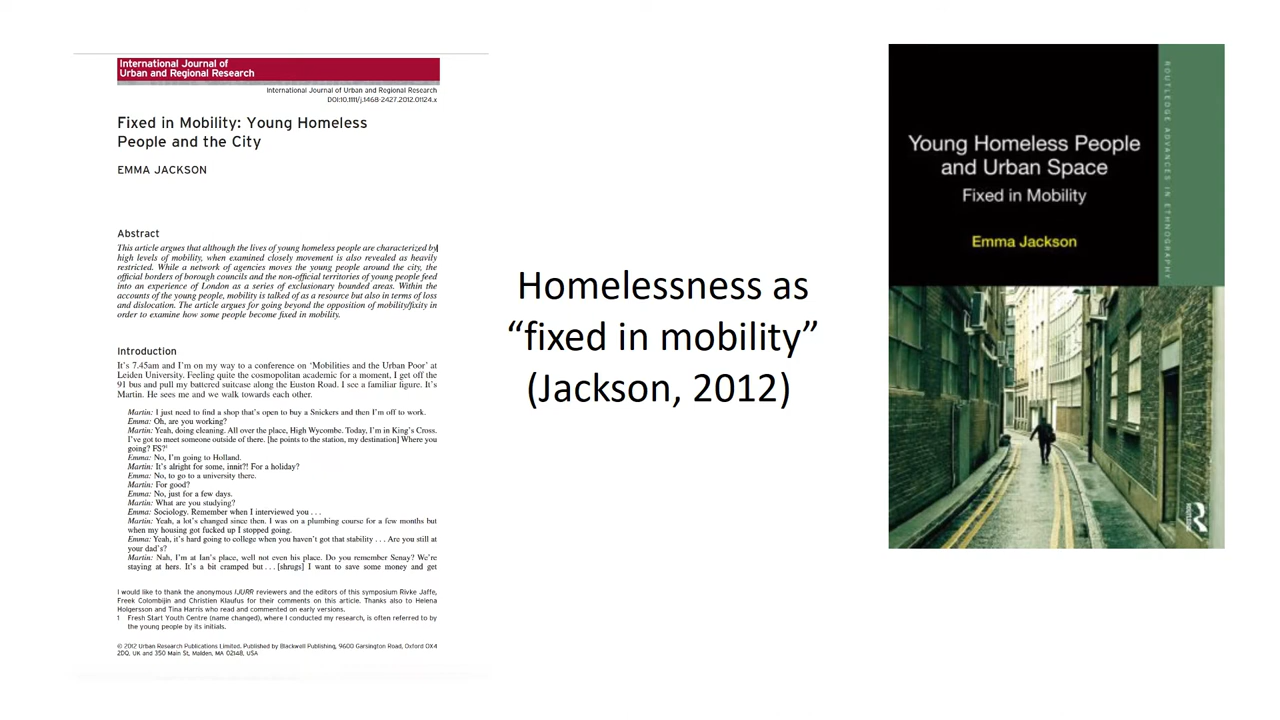 International Journal of
Urban and Regional Research
International Journal of Urban and Regional Research
DOI:10.1111/j.1468-2427.2012.01124.x
Fixed in Mobility: Young Homeless
People and the City
EMMA JACKSON
Abstract
This article argues that although the lives of young homeless people are characterized by
high levels of mobility, when examined closely movement is also revealed as heavily
restricted. While a network of agencies moves the young people around the city, the
official borders of borough councils and the non-official territories of young people feed
into an experience of London as a series of exclusionary bounded areas. Within the
accounts of the young people, mobility is talked of as a resource but also in terms of loss
and dislocation. The article argues for going beyond the opposition of mobility/fixity in
order to examine how some people become fixed in mobility.
Introduction
It's 7.45am and I'm on my way to a conference on 'Mobilities and the Urban Poor' at
Leiden University. Feeling quite the cosmopolitan academic for a moment, I get off the
91 bus and pull my battered suitcase along the Euston Road. I see a familiar figure. It's
Martin. He sees me and we walk towards each other.
Martin: I just need to find a shop that's open to buy a Snickers and then I'm off to work.
Emma: Oh, are you working?
Martin: Yeah, doing cleaning. All over the place, High Wycombe. Today, I'm in King's Cross.
I've got to meet someone outside of there. [he points to the station, my destination] Where you
going? FS?¹
Emma: No, I'm going to Holland.
Martin: It's alright for some, innit?! For a holiday?
Emma: No, to go to a university there.
Martin: For good?
Emma: No, just for a few days.
Martin: What are you studying?
Emma: Sociology. Remember when I interviewed you . . .
Martin: Yeah, a lot's changed since then. I was on a plumbing course for a few months but
when my housing got fucked up I stopped going.
Emma: Yeah, it's hard going to college when you haven't got that stability . . . Are you still at
your dad's?
Martin: Nah, I'm at Ian's place, well not even his place. Do you remember Senay? We're
staying at hers. It's a bit cramped but . . . [shrugs] I want to save some money and get
I would like to thank the anonymous IJURR reviewers and the editors of this symposium Rivke Jaffe,
Freek Colombijin and Christien Klaufus for their comments on this article. Thanks also to Helena
Holgersson and Tina Harris who read and commented on early versions.
1 Fresh Start Youth Centre (name changed), where I conducted my research, is often referred to by
the young people by its initials.
© 2012 Urban Research Publications Limited. Published by Blackwell Publishing, 9600 Garsington Road, Oxford OX4
2DQ, UK and 350 Main St, Malden, MA 02148, USA
Homelessness as
“fixed in mobility”
(Jackson, 2012)
Young Homeless People
and Urban Space
Fixed in Mobility
Emma Jackson
ROUTLEDGE ADVANCES IN ETHNOGRAPHY